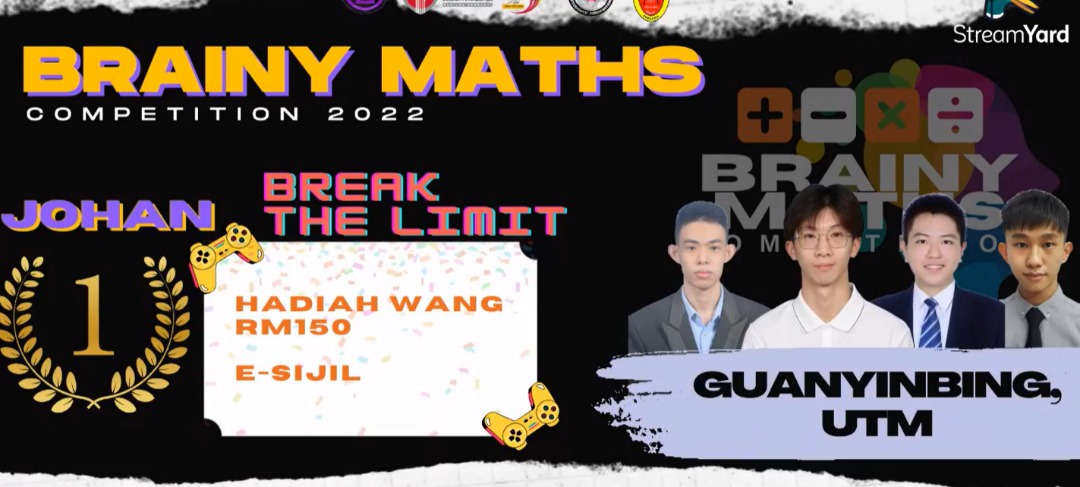 StreamYard
BRAINY MATHS
COMPETITION 2022
BRAINY
JOHAN
BREAK
THE LIMIT
1
HADIAH WANG
RM150
E-SIJIL
GUANYINBING,
UTM